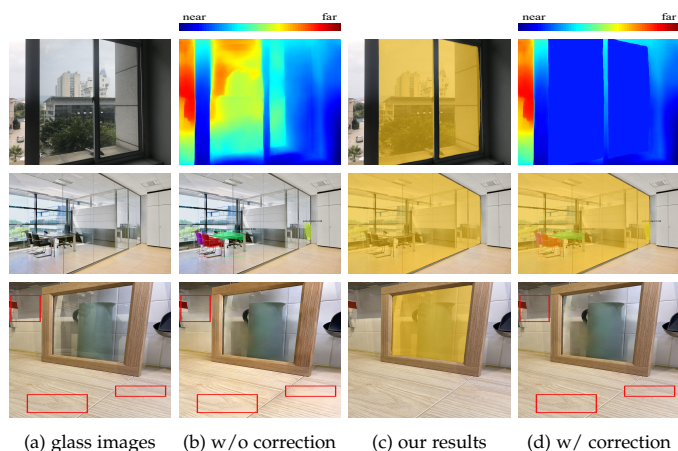 near far near far
(a) glass images (b) w/o correction (c) our results (d) w/ correction